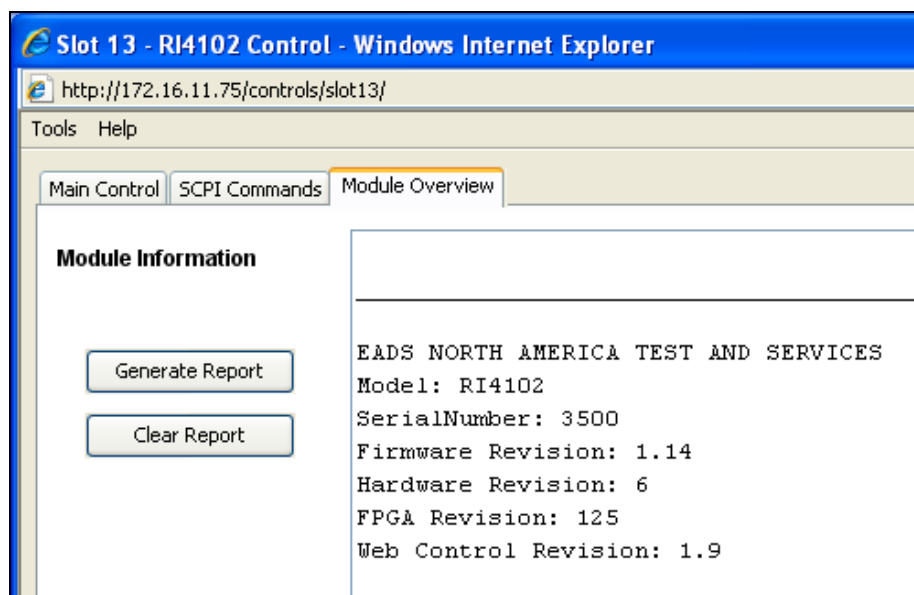 Slot 13 - RI4102 Control - Windows Internet Explorer
http://172.16.11.75/controls/slot13/
Tools Help
Main Control SCPI Commands Module Overview
Module Information
Generate Report
Clear Report
EADS NORTH AMERICA TEST AND SERVICES
Model: RI4102
SerialNumber: 3500
Firmware Revision: 1.14
Hardware Revision: 6
FPGA Revision: 125
Web Control Revision: 1.9